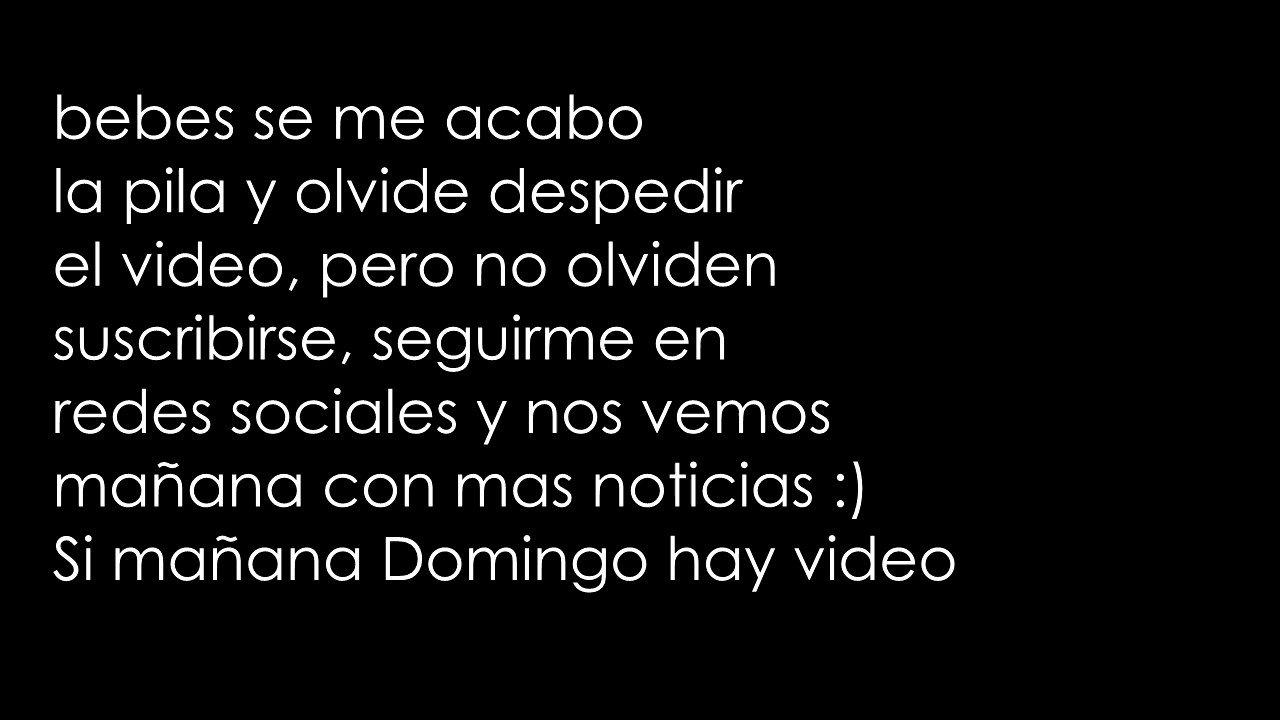 bebes se me acabo
la pila y olvide despedir
el video, pero no olviden
suscribirse, seguirme en
redes sociales y nos vemos
mañana con mas noticias :)
Si mañana Domingo hay video